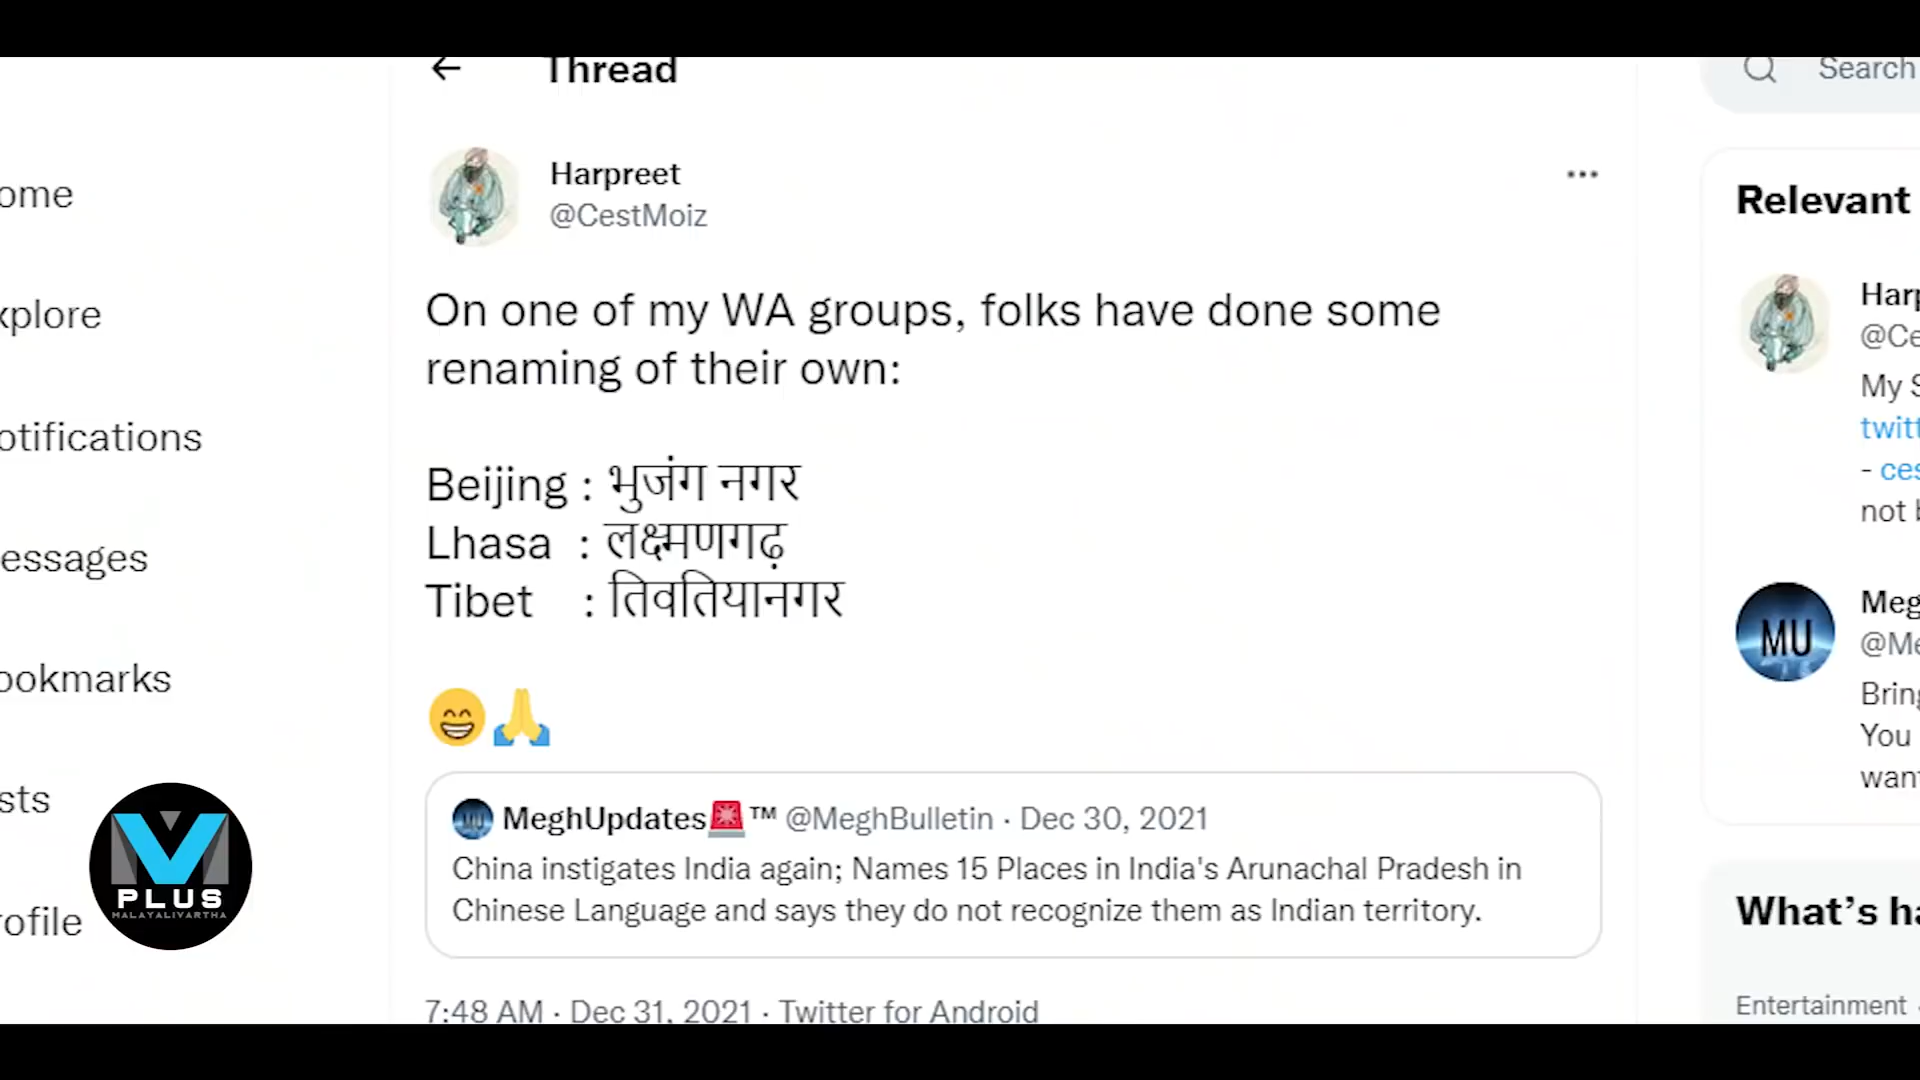 Thread
Search
Harpreet
@CestMoiz
On one of my WA groups, folks have done some
renaming of their own:
Beijing : भुजंग नगर
Lhasa : लक्ष्मणगढ़
Tibet : तिवतियानगर
MeghUpdates™ @MeghBulletin · Dec 30, 2021
China instigates India again; Names 15 Places in India's Arunachal Pradesh in
Chinese Language and says they do not recognize them as Indian territory.
7:48 AM · Dec 31, 2021 · Twitter for Android
ome
xplore
otifications
essages
ookmarks
sts
rofile
PLUS
MALAYALIVARTHA
Relevant
Harp
@Ce
My S
twitt
- ces
not b
MU
Meg
@Me
Bring
You
want
What's ha
Entertainment